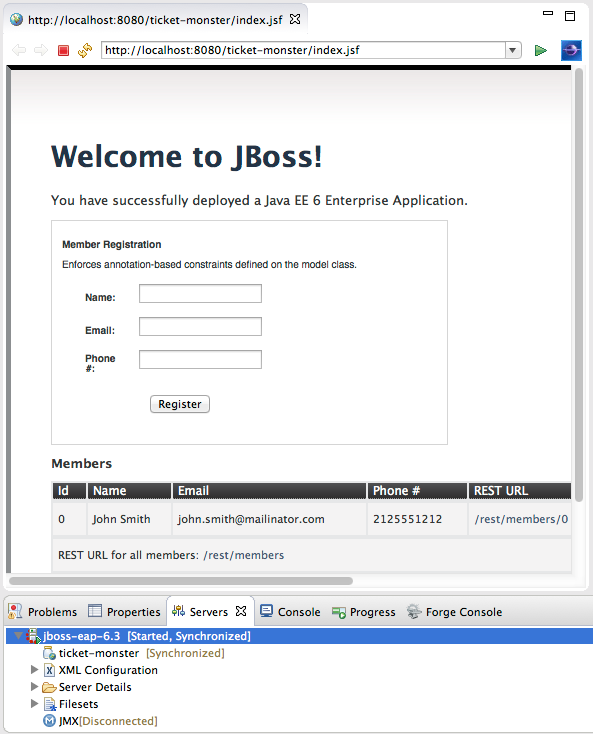 http://localhost:8080/ticket-monster/index.jsf
http://localhost:8080/ticket-monster/index.jsf
Welcome to JBoss!
You have successfully deployed a Java EE 6 Enterprise Application.
Member Registration
Enforces annotation-based constraints defined on the model class.
Name:
Email:
Phone
#:
Register
Members
Id Name Email Phone # REST URL
0 John Smith john.smith@mailinator.com 2125551212 /rest/members/0
REST URL for all members: /rest/members
Problems Properties Servers Console Progress Forge Console
jboss-eap-6.3 [Started, Synchronized]
ticket-monster [Synchronized]
XML Configuration
Server Details
Filesets
JMX[Disconnected]